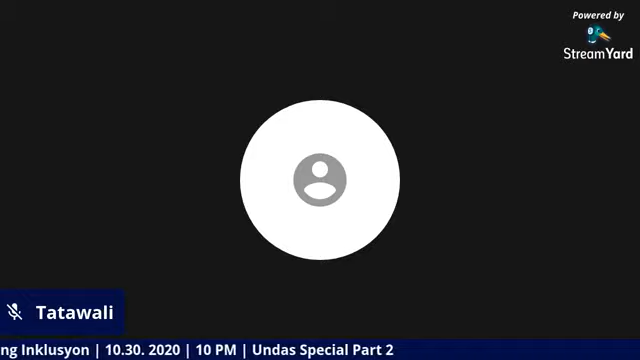 Powered by
StreamYard
Tatawali
ng Inklusyon | 10.30. 2020 | 10 PM | Undas Special Part 2